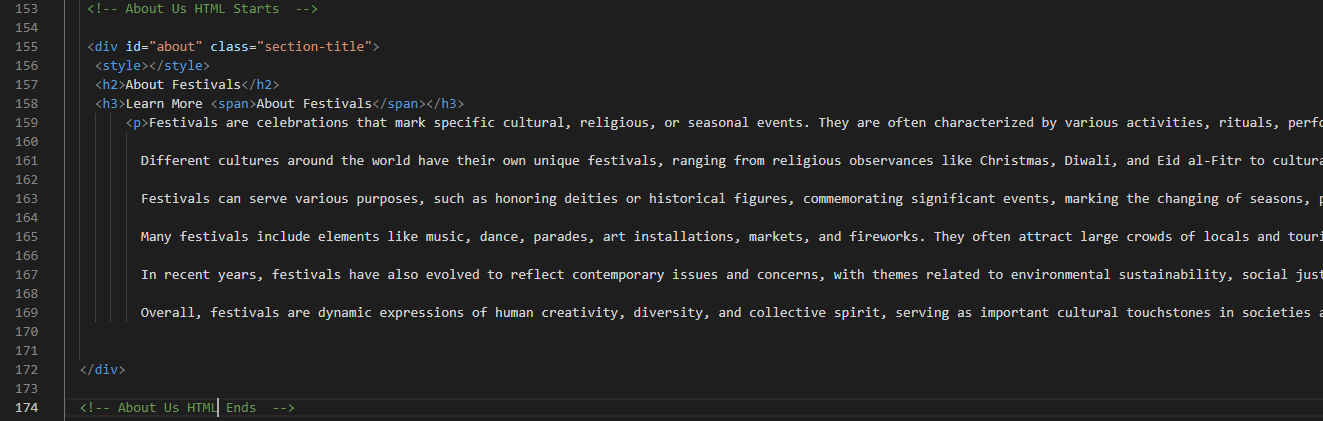 153 <!-- About Us HTML Starts  -->
154
155 <div id="about" class="section-title">
156 <style></style>
157 <h2>About Festivals</h2>
158 <h3>Learn More <span>About Festivals</span></h3>
159 <p>Festivals are celebrations that mark specific cultural, religious, or seasonal events. They are often characterized by various activities, rituals,
160
161 Different cultures around the world have their own unique festivals, ranging from religious observances like Christmas, Diwali, and Eid al-Fitr to
162
163 Festivals can serve various purposes, such as honoring deities or historical figures, commemorating significant events, marking the changing of seasons,
164
165 Many festivals include elements like music, dance, parades, art installations, markets, and fireworks. They often attract large crowds of locals and
166
167 In recent years, festivals have also evolved to reflect contemporary issues and concerns, with themes related to environmental sustainability, social
168
169 Overall, festivals are dynamic expressions of human creativity, diversity, and collective spirit, serving as important cultural touchstones in societies
170
171
172 </div>
173
174 <!-- About Us HTML Ends  -->